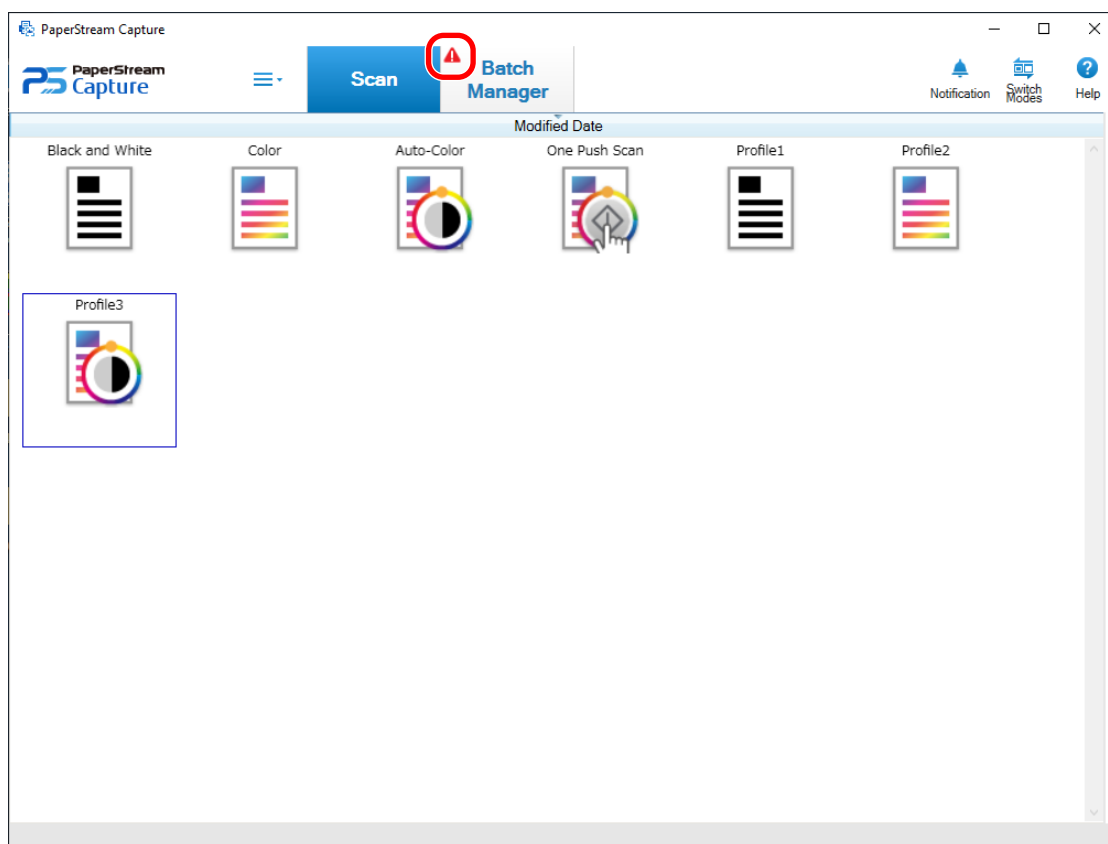 PaperStream Capture
PaperStream
Capture
Scan
Batch
Manager
Notification
Switch
Modes
Help
Modified Date
Black and White
Color
Auto-Color
One Push Scan
Profile1
Profile2
Profile3